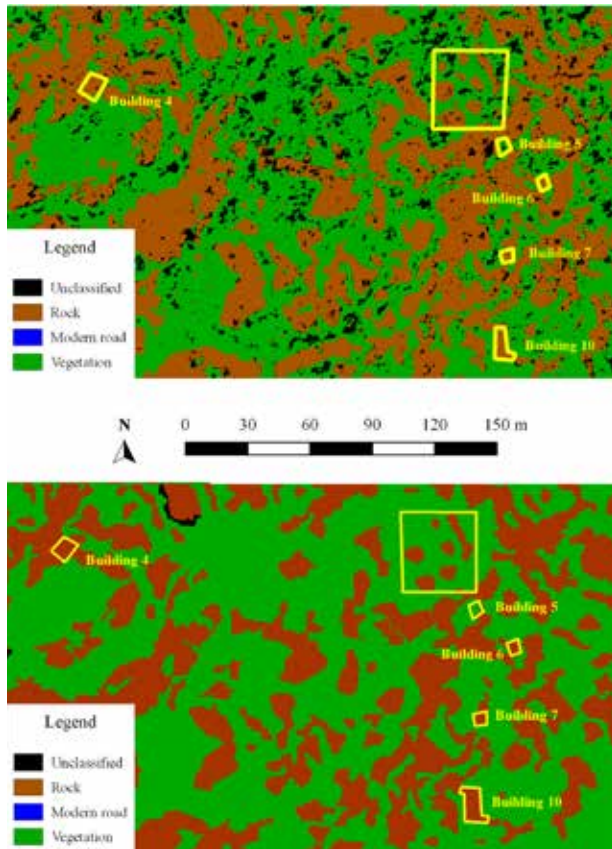 Building 4
Building 5
Building 6
Building 7
Building 10
Legend
Unclassified
Rock
Modern road
Vegetation
N 0 30 60 90 120 150 m
Building 4
Building 5
Building 6
Building 7
Building 10
Legend
Unclassified
Rock
Modern road
Vegetation